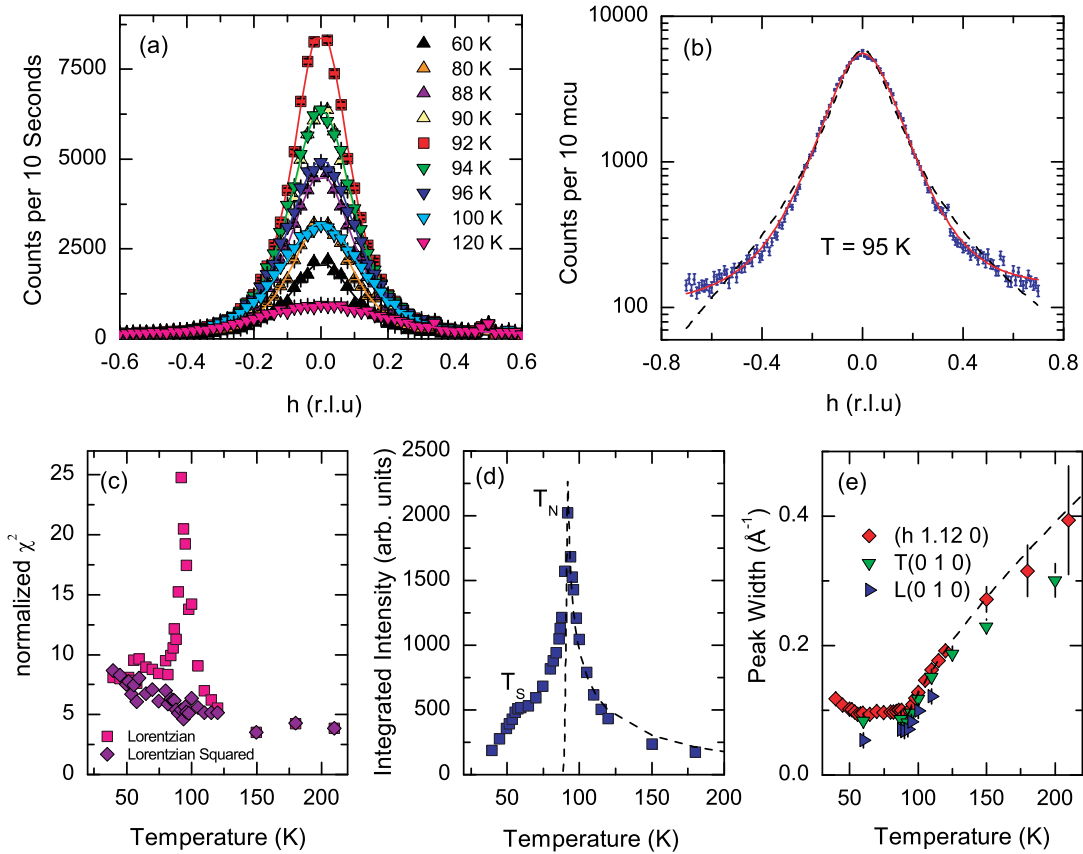 (a)
60 K
80 K
88 K
90 K
92 K
94 K
96 K
100 K
120 K
7500
5000
2500
0
-0.6 -0.4 -0.2 0.0 0.2 0.4 0.6
h (r.l.u)
Counts per 10 Seconds
(b)
10000
1000
100
T = 95 K
-0.8 -0.4 0.0 0.4 0.8
h (r.l.u)
Counts per 10 mcu
(c)
25
20
15
10
5
0
Lorentzian
Lorentzian Squared
50 100 150 200
Temperature (K)
normalized χ²
(d)
2500
2000
1500
1000
500
0
T_N
T_S
50 100 150 200
Temperature (K)
Integrated Intensity (arb. units)
(e)
0.4
0.2
0.0
(h 1.12 0)
T(0 1 0)
L(0 1 0)
50 100 150 200
Temperature (K)
Peak Width (Å⁻¹)